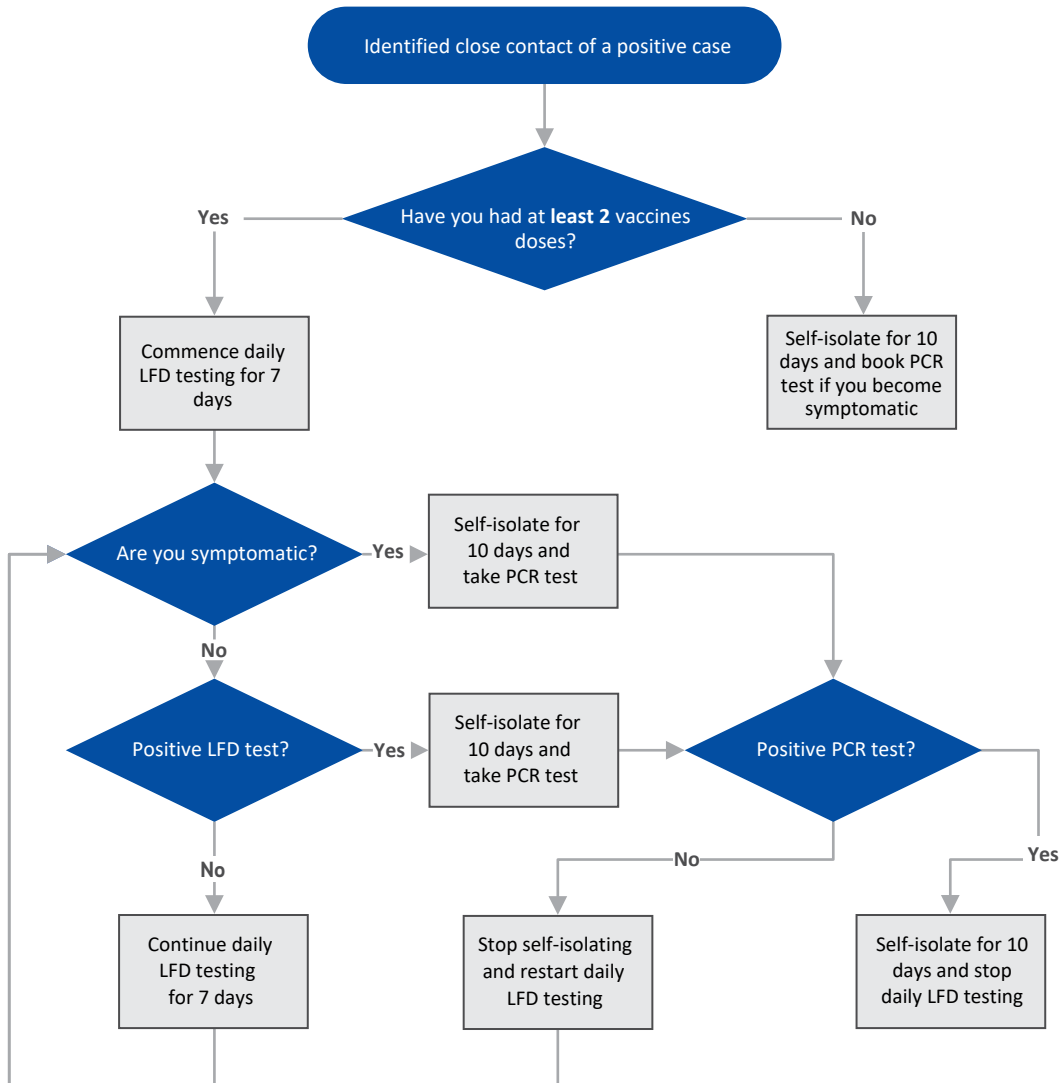 Identified close contact of a positive case
Have you had at least 2 vaccines
doses?
Yes
No
Commence daily
LFD testing for 7
days
Self-isolate for 10
days and book PCR
test if you become
symptomatic
Are you symptomatic?
Yes
Self-isolate for
10 days and
take PCR test
No
Positive LFD test?
Yes
Self-isolate for
10 days and
take PCR test
Positive PCR test?
No
No
Yes
Continue daily
LFD testing
for 7 days
Stop self-isolating
and restart daily
LFD testing
Self-isolate for 10
days and stop
daily LFD testing